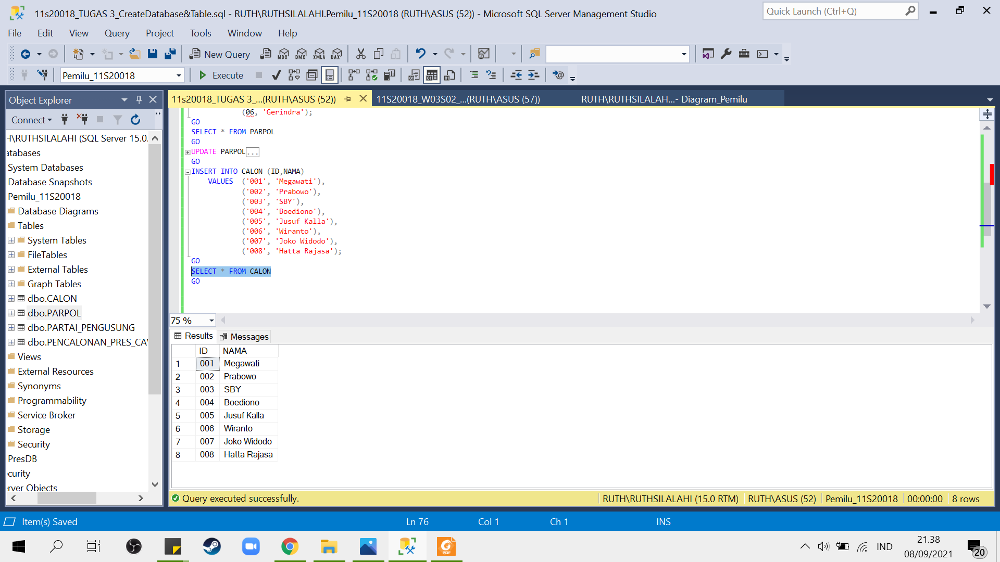 11s20018_TUGAS 3_CreateDatabase&Table.sql - RUTH\RUTHSILALAHI.Pemilu_11S20018 (RUTH\ASUS (52)) - Microsoft SQL Server Management Studio
Quick Launch (Ctrl+Q)
File Edit View Query Project Tools Window Help
New Query
MDX DMX XMLA DAX
Pemilu_11S20018
Execute
Object Explorer
Connect
H\RUTHSILALAHI (SQL Server 15.0.
atabases
System Databases
Database Snapshots
Pemilu_11S20018
Database Diagrams
Tables
System Tables
FileTables
External Tables
Graph Tables
dbo.CALON
dbo.PARPOL
dbo.PARTAI_PENGUSUNG
dbo.PENCALONAN_PRES_CA
Views
External Resources
Synonyms
Programmability
Service Broker
Storage
Security
PresDB
curity
rver Objects
11s20018_TUGAS 3_...(RUTH\ASUS (52))
11S20018_W03S02_...(RUTH\ASUS (57))
RUTH\RUTHSILALAH...- Diagram_Pemilu
(06, 'Gerindra');
GO
SELECT * FROM PARPOL
GO
UPDATE PARPOL...
GO
INSERT INTO CALON (ID,NAMA)
VALUES ('001', 'Megawati'),
('002', 'Prabowo'),
('003', 'SBY'),
('004', 'Boediono'),
('005', 'Jusuf Kalla'),
('006', 'Wiranto'),
('007', 'Joko Widodo'),
('008', 'Hatta Rajasa');
GO
SELECT * FROM CALON
GO
75 %
Results Messages
ID NAMA
1 001 Megawati
2 002 Prabowo
3 003 SBY
4 004 Boediono
5 005 Jusuf Kalla
6 006 Wiranto
7 007 Joko Widodo
8 008 Hatta Rajasa
Query executed successfully.
RUTH\RUTHSILALAHI (15.0 RTM) RUTH\ASUS (52) Pemilu_11S20018 00:00:00 8 rows
Item(s) Saved
Ln 76 Col 1 Ch 1 INS
PDF
IND
21.38
08/09/2021
20